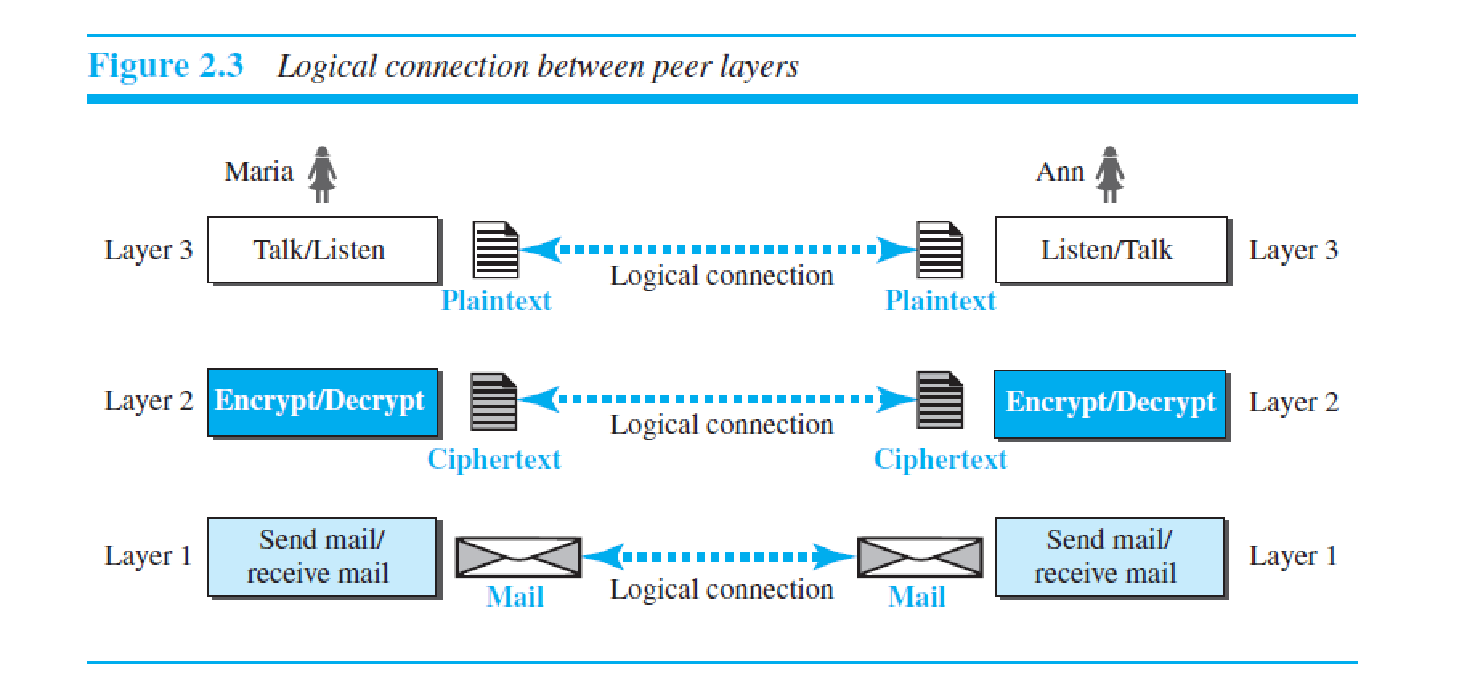 Figure 2.3 Logical connection between peer layers
Maria
Ann
Layer 3
Talk/Listen
Plaintext
Logical connection
Plaintext
Listen/Talk
Layer 3
Layer 2
Encrypt/Decrypt
Ciphertext
Logical connection
Ciphertext
Encrypt/Decrypt
Layer 2
Layer 1
Send mail/
receive mail
Mail
Logical connection
Mail
Send mail/
receive mail
Layer 1